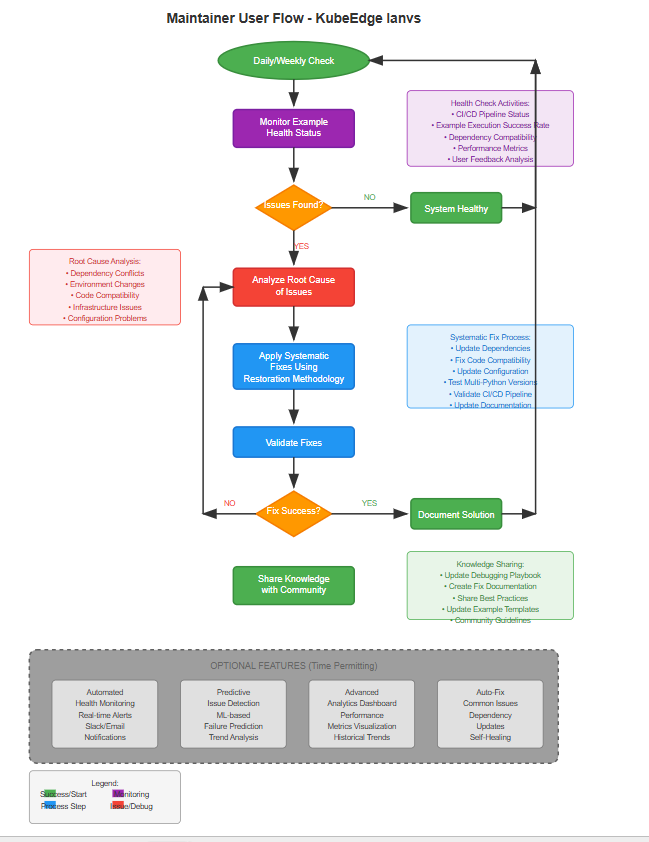 Maintainer User Flow - KubeEdge Ianvs
Daily/Weekly Check
Monitor Example
Health Status
Health Check Activities:
• CI/CD Pipeline Status
• Example Execution Success Rate
• Dependency Compatibility
• Performance Metrics
• User Feedback Analysis
Issues Found?
NO
System Healthy
YES
Root Cause Analysis:
• Dependency Conflicts
• Environment Changes
• Code Compatibility
• Infrastructure Issues
• Configuration Problems
Analyze Root Cause
of Issues
Apply Systematic
Fixes Using
Restoration Methodology
Systematic Fix Process:
• Update Dependencies
• Fix Code Compatibility
• Update Configuration
• Test Multi-Python Versions
• Validate CI/CD Pipeline
• Update Documentation
Validate Fixes
NO
Fix Success?
YES
Document Solution
Share Knowledge
with Community
Knowledge Sharing:
• Update Debugging Playbook
• Create Fix Documentation
• Share Best Practices
• Update Example Templates
• Community Guidelines
OPTIONAL FEATURES (Time Permitting)
Automated
Health Monitoring
Real-time Alerts
Slack/Email
Notifications
Predictive
Issue Detection
ML-based
Failure Prediction
Trend Analysis
Advanced
Analytics Dashboard
Performance
Metrics Visualization
Historical Trends
Auto-Fix
Common Issues
Dependency
Updates
Self-Healing
Legend:
Success/Start
Monitoring
Process Step
Issue/Debug